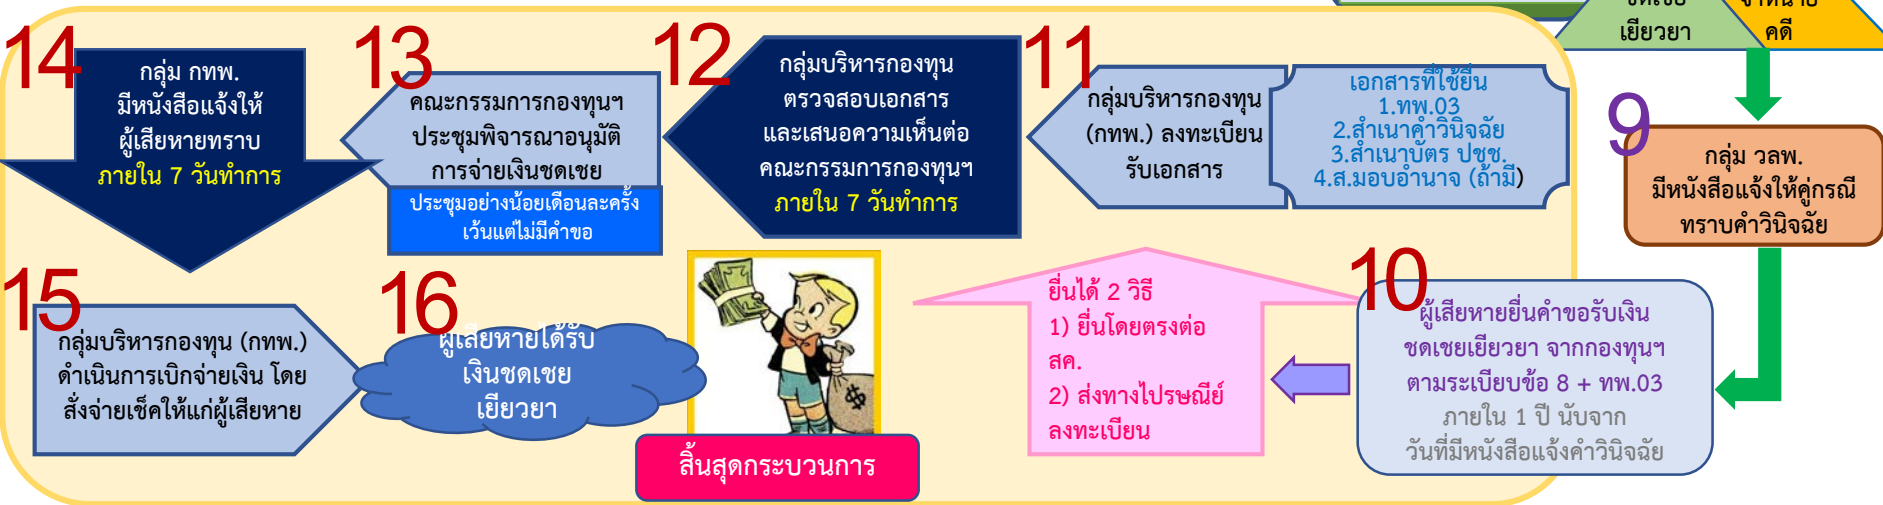 เยียวยา
คดี
9
กลุ่ม วลพ.
มีหนังสือแจ้งให้คู่กรณี
ทราบคำวินิจฉัย
10
ผู้เสียหายยื่นคำขอรับเงิน
ชดเชยเยียวยา จากกองทุนฯ
ตามระเบียบข้อ 8 + ทพ.03
ภายใน 1 ปี นับจาก
วันที่มีหนังสือแจ้งคำวินิจฉัย
ยื่นได้ 2 วิธี
1) ยื่นโดยตรงต่อ
สค.
2) ส่งทางไปรษณีย์
ลงทะเบียน
11
กลุ่มบริหารกองทุน
(กทพ.) ลงทะเบียน
รับเอกสาร
เอกสารที่ใช้ยื่น
1.ทพ.03
2.สำเนาคำวินิจฉัย
3.สำเนาบัตร ปชช.
4.ส.มอบอำนาจ (ถ้ามี)
12
กลุ่มบริหารกองทุน
ตรวจสอบเอกสาร
และเสนอความเห็นต่อ
คณะกรรมการกองทุนฯ
ภายใน 7 วันทำการ
13
คณะกรรมการกองทุนฯ
ประชุมพิจารณาอนุมัติ
การจ่ายเงินชดเชย
ประชุมอย่างน้อยเดือนละครั้ง
เว้นแต่ไม่มีคำขอ
14
กลุ่ม กทพ.
มีหนังสือแจ้งให้
ผู้เสียหายทราบ
ภายใน 7 วันทำการ
15
กลุ่มบริหารกองทุน (กทพ.)
ดำเนินการเบิกจ่ายเงิน โดย
สั่งจ่ายเช็คให้แก่ผู้เสียหาย
16
ผู้เสียหายได้รับ
เงินชดเชย
เยียวยา
$
สิ้นสุดกระบวนการ